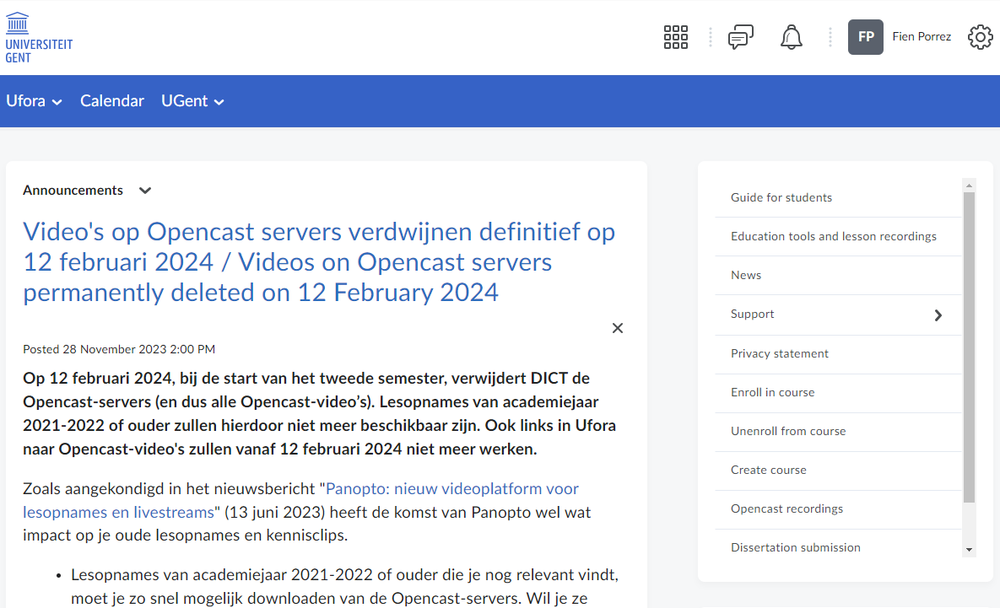 UNIVERSITEIT
GENT
FP
Fien Porrez
Ufora
Calendar
UGent
Announcements
Video's op Opencast servers verdwijnen definitief op
12 februari 2024 / Videos on Opencast servers
permanently deleted on 12 February 2024
Posted 28 November 2023 2:00 PM
Op 12 februari 2024, bij de start van het tweede semester, verwijdert DICT de
Opencast-servers (en dus alle Opencast-video’s). Lesopnames van academiejaar
2021-2022 of ouder zullen hierdoor niet meer beschikbaar zijn. Ook links in Ufora
naar Opencast-video's zullen vanaf 12 februari 2024 niet meer werken.
Zoals aangekondigd in het nieuwsbericht "Panopto: nieuw videoplatform voor
lesopnames en livestreams" (13 juni 2023) heeft de komst van Panopto wel wat
impact op je oude lesopnames en kennisclips.
• Lesopnames van academiejaar 2021-2022 of ouder die je nog relevant vindt,
moet je zo snel mogelijk downloaden van de Opencast-servers. Wil je ze
Guide for students
Education tools and lesson recordings
News
Support
Privacy statement
Enroll in course
Unenroll from course
Create course
Opencast recordings
Dissertation submission